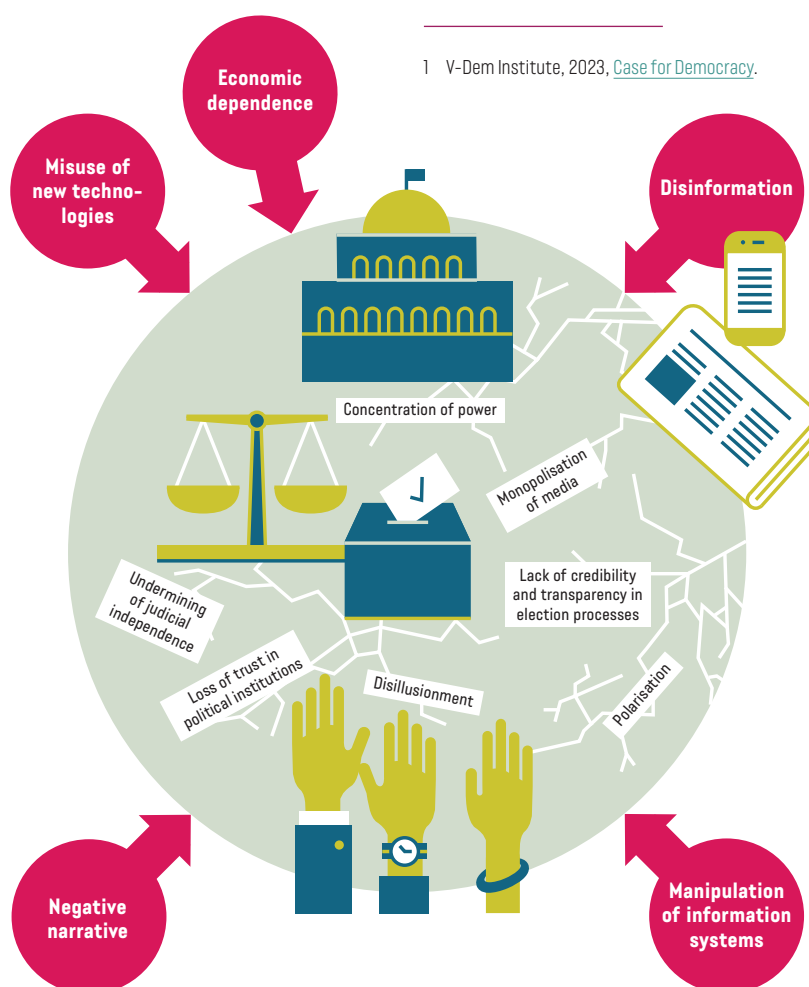 1 V-Dem Institute, 2023, Case for Democracy.
Economic
dependence
Misuse of
new techno-
logies
Disinformation
Concentration of power
Monopolisation
of media
Lack of credibility
and transparency in
election processes
Undermining
of judicial
independence
Loss of trust in
political institutions
Disillusionment
Polarisation
Negative
narrative
Manipulation
of information
systems